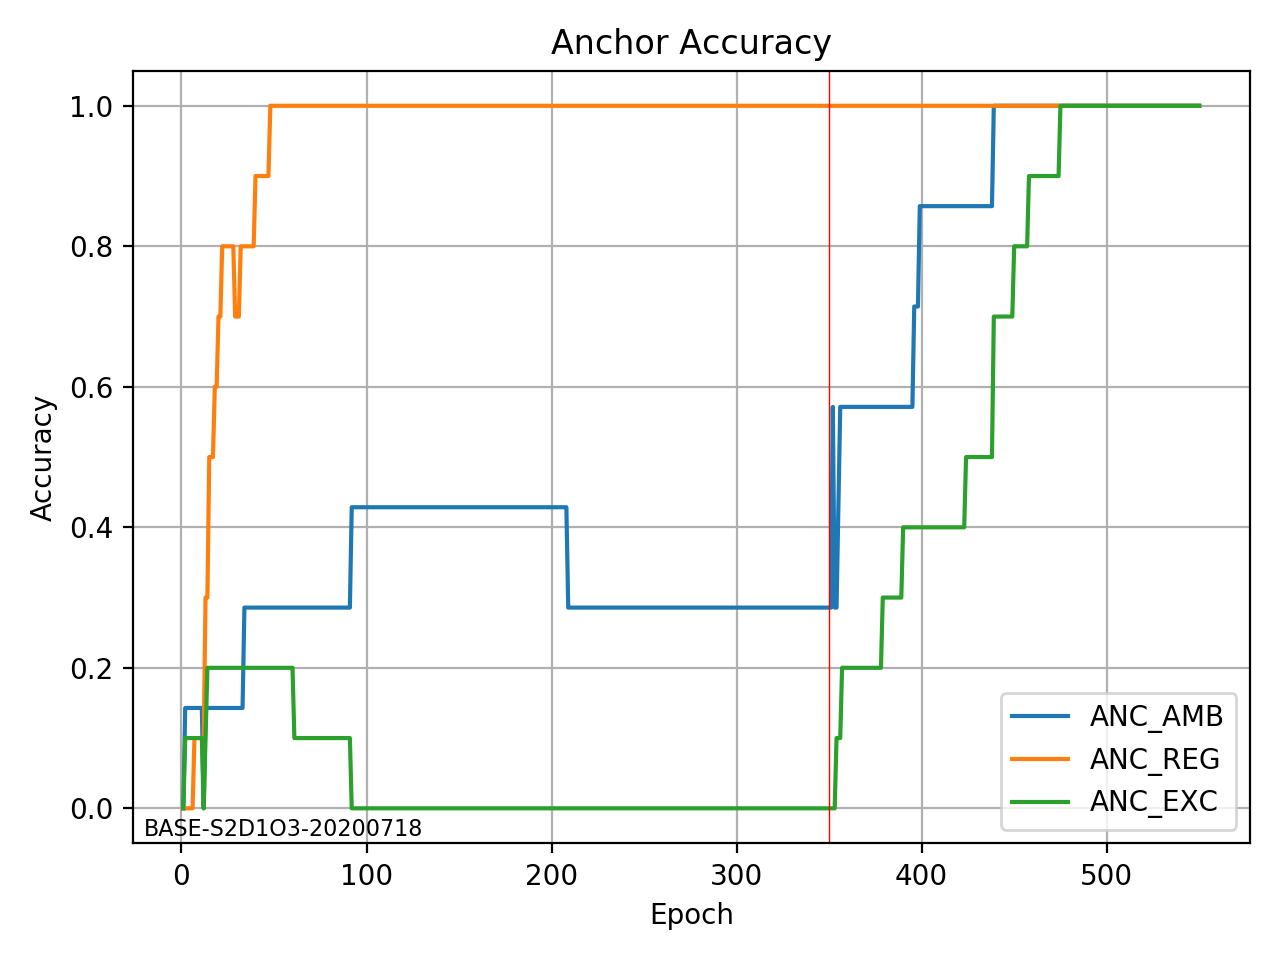 Anchor Accuracy
1.0
0.8
0.6
0.4
0.2
0.0
Accuracy
ANC_AMB
ANC_REG
ANC_EXC
BASE-S2D1O3-20200718
0 100 200 300 400 500
Epoch